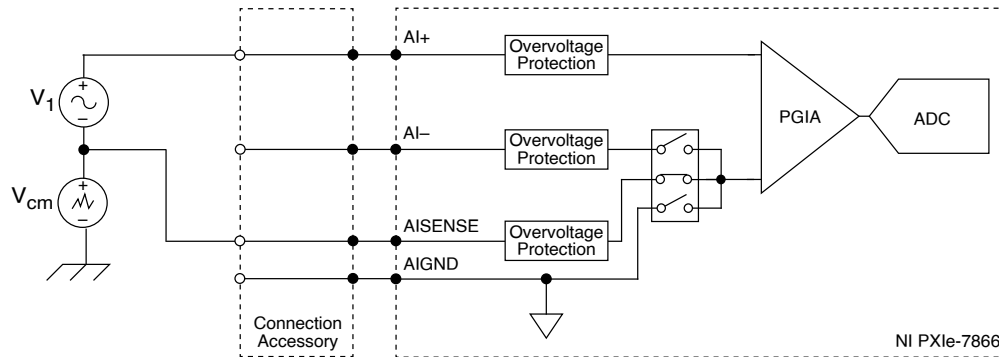 AI+
Overvoltage
Protection
+
V1
−
PGIA
ADC
AI−
Overvoltage
Protection
+
Vcm
−
AISENSE
Overvoltage
Protection
AIGND
Connection
Accessory
NI PXIe-7866